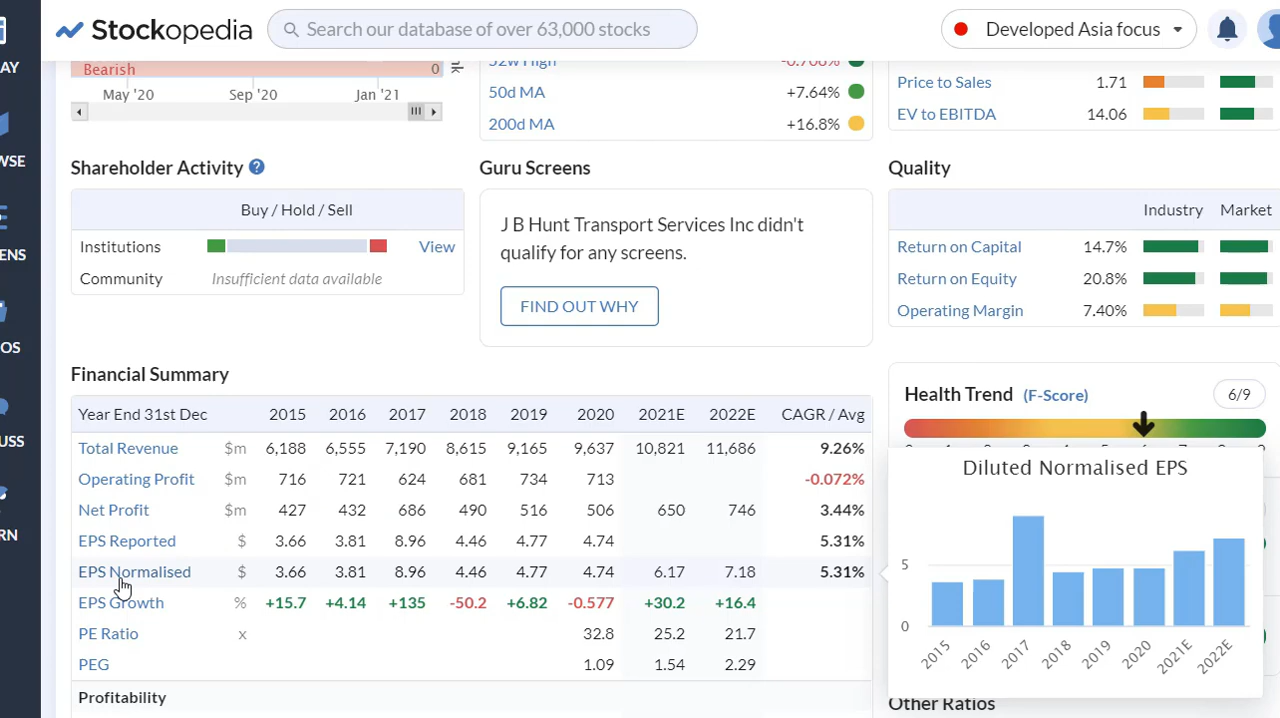 Stockopedia
Search our database of over 63,000 stocks
Developed Asia focus
AY
WSE
ENS
OS
USS
RN
Bearish 0
May '20 Sep '20 Jan '21
52w High -0.706%
50d MA +7.64%
200d MA +16.8%
Price to Sales 1.71
EV to EBITDA 14.06
Shareholder Activity ?
Buy / Hold / Sell
Institutions View
Community Insufficient data available
Guru Screens
J B Hunt Transport Services Inc didn't
qualify for any screens.
FIND OUT WHY
Quality
Industry Market
Return on Capital 14.7%
Return on Equity 20.8%
Operating Margin 7.40%
Financial Summary
Year End 31st Dec 2015 2016 2017 2018 2019 2020 2021E 2022E CAGR / Avg
Total Revenue $m 6,188 6,555 7,190 8,615 9,165 9,637 10,821 11,686 9.26%
Operating Profit $m 716 721 624 681 734 713 -0.072%
Net Profit $m 427 432 686 490 516 506 650 746 3.44%
EPS Reported $ 3.66 3.81 8.96 4.46 4.77 4.74 5.31%
EPS Normalised $ 3.66 3.81 8.96 4.46 4.77 4.74 6.17 7.18 5.31%
EPS Growth % +15.7 +4.14 +135 -50.2 +6.82 -0.577 +30.2 +16.4
PE Ratio x 32.8 25.2 21.7
PEG 1.09 1.54 2.29
Profitability
Health Trend (F-Score) 6/9
Diluted Normalised EPS
5
0
2015 2016 2017 2018 2019 2020 2021E 2022E
Other Ratios